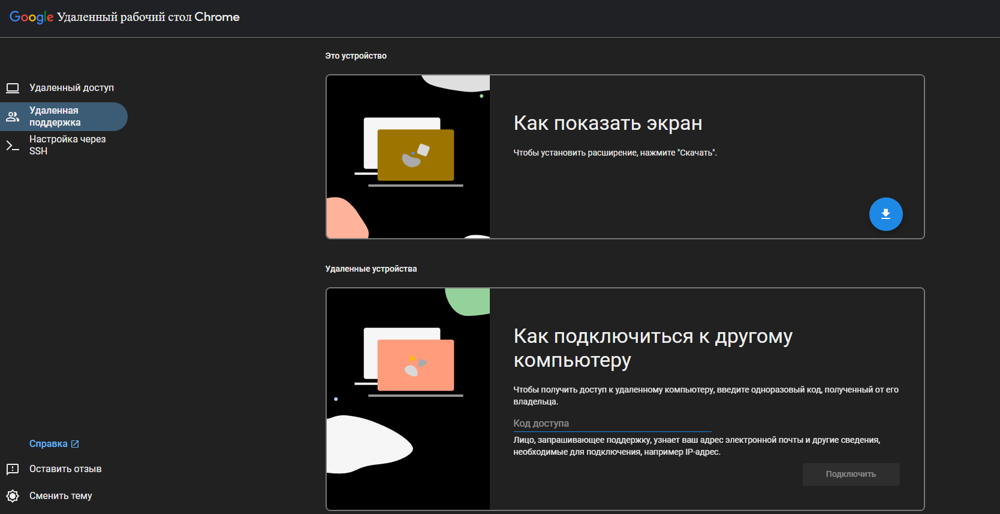 Google Удаленный рабочий стол Chrome
Удаленный доступ
Удаленная
поддержка
Настройка через
SSH
Справка
Оставить отзыв
Сменить тему
Это устройство
Как показать экран
Чтобы установить расширение, нажмите "Скачать".
Удаленные устройства
Как подключиться к другому
компьютеру
Чтобы получить доступ к удаленному компьютеру, введите одноразовый код, полученный от его
владельца.
Код доступа
Лицо, запрашивающее поддержку, узнает ваш адрес электронной почты и другие сведения,
необходимые для подключения, например IP-адрес.
Подключить